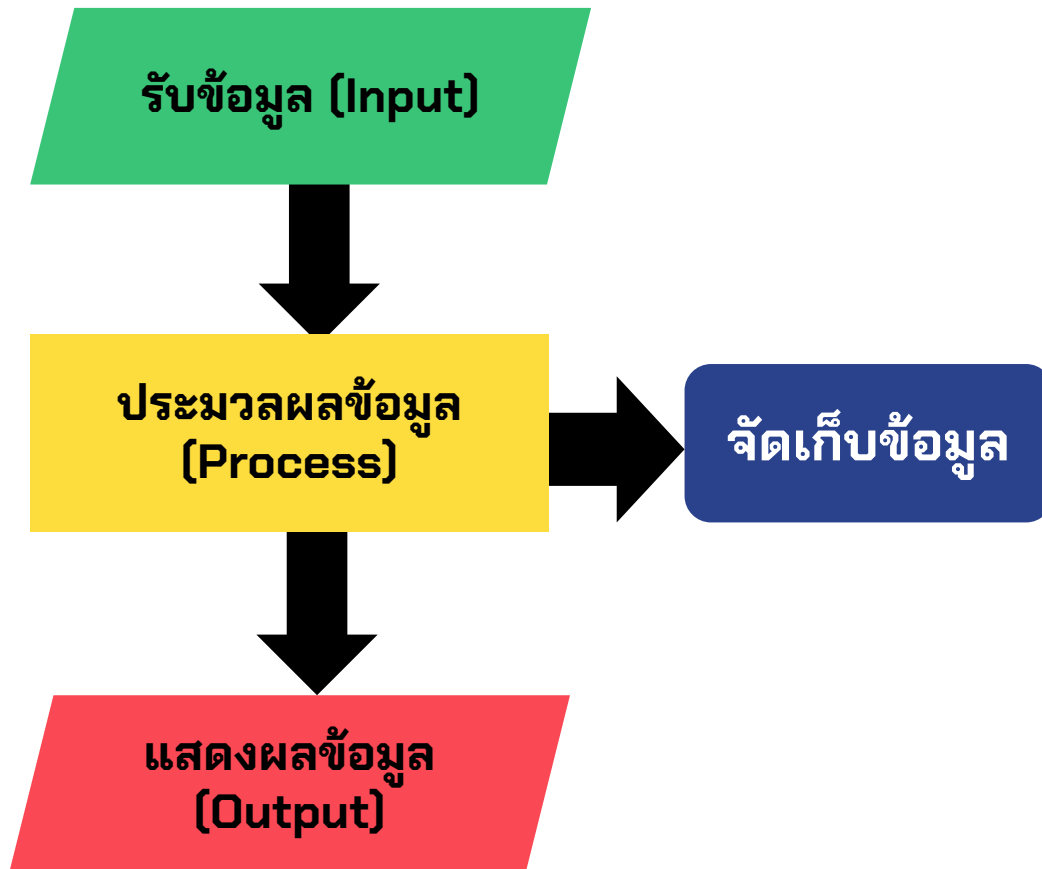 รับข้อมูล (Input)
ประมวลผลข้อมูล
(Process)
จัดเก็บข้อมูล
แสดงผลข้อมูล
(Output)